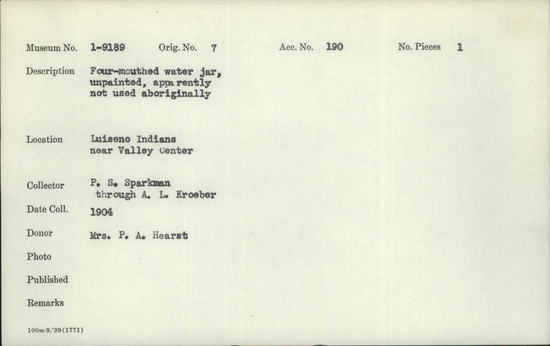 Museum No. 1-9189 Orig. No. 7 Acc. No. 190 No. Pieces 1
Description Four-mouthed water jar,
unpainted, apparently
not used aboriginally
Location Luiseno Indians
near Valley Center
Collector P. S. Sparkman
through A. L. Kroeber
Date Coll. 1904
Donor Mrs. P. A. Hearst
Photo
Published
Remarks
100m-9,'39(1771)